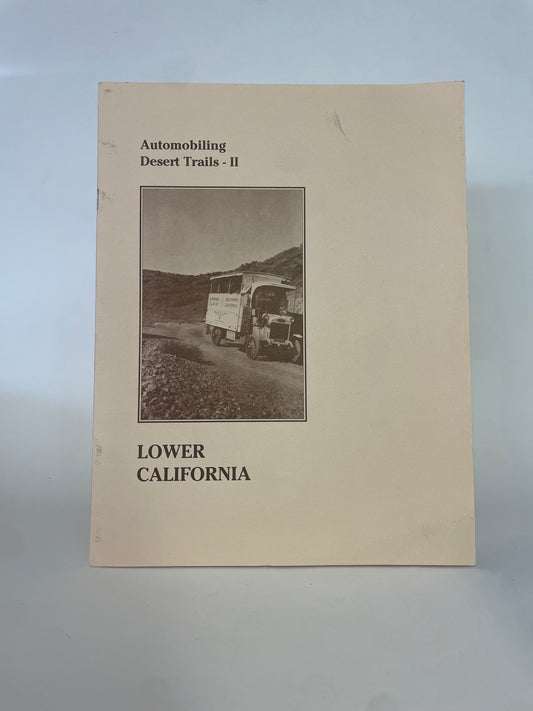 Automobiling
Desert Trails - II
LOWER
CALIFORNIA